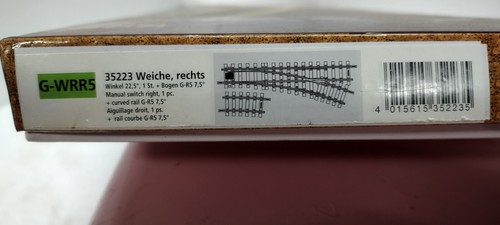 G-WRR5
35223 Weiche, rechts
Winkel 22,5°, 1 St. + Bogen G-R5 7,5°
Manual switch right, 1 pc.
+ curved rail G-R5 7,5°
Aiguillage droit, 1 ps.
+ rail courbe G-R5 7,5°
4 015615 352235